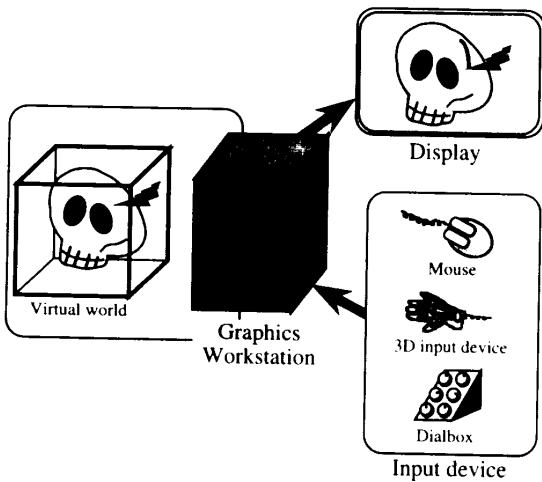 Display
Virtual world
Graphics
Workstation
Mouse
3D input device
Dialbox
Input device